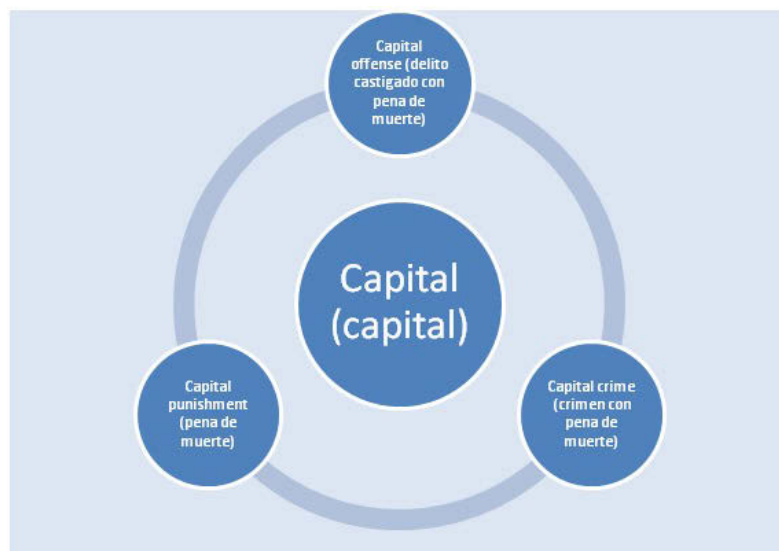 Capital
offense (delito
castigado con
pena de
muerte)
Capital
(capital)
Capital
punishment
(pena de
muerte)
Capital crime
(crimen con
pena de
muerte)